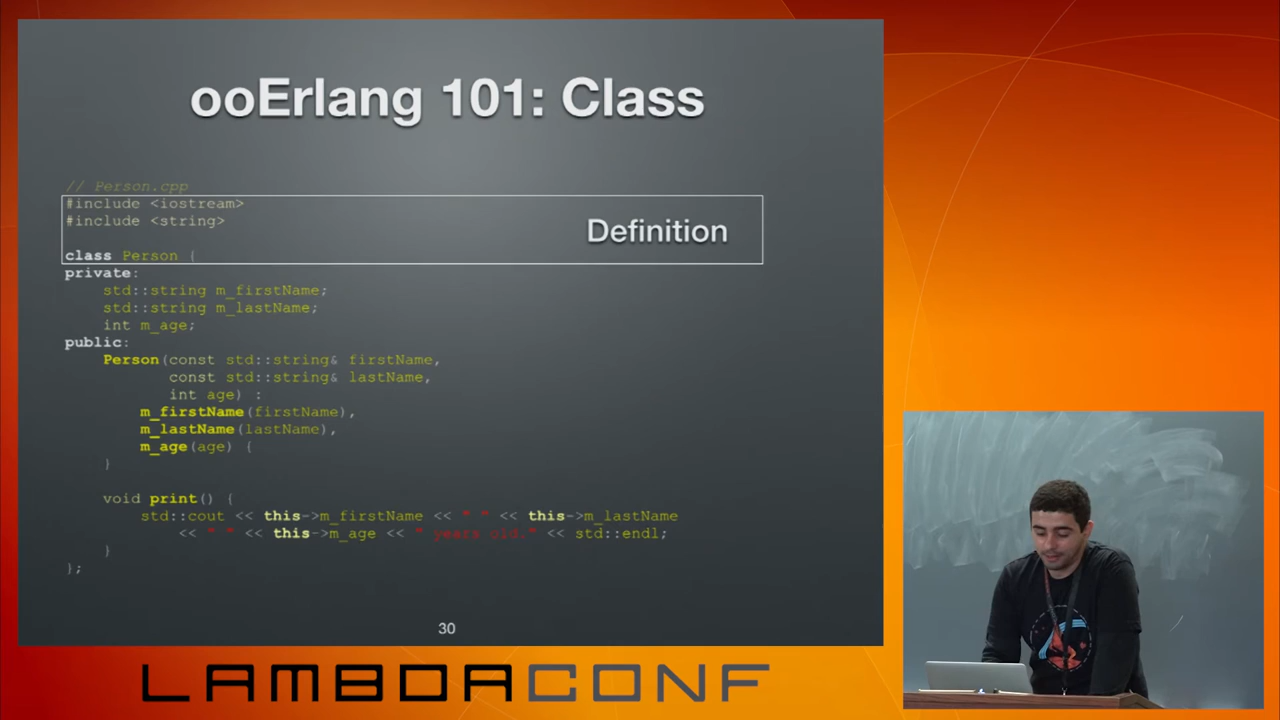 ooErlang 101: Class
// Person.cpp
#include <iostream>
#include <string>
Definition
class Person {
private:
std::string m_firstName;
std::string m_lastName;
int m_age;
public:
Person(const std::string& firstName,
const std::string& lastName,
int age) :
m_firstName(firstName),
m_lastName(lastName),
m_age(age) {
}
void print() {
std::cout << this->m_firstName << " " << this->m_lastName
<< " " << this->m_age << " years old." << std::endl;
}
};
30
LAMBDACONF